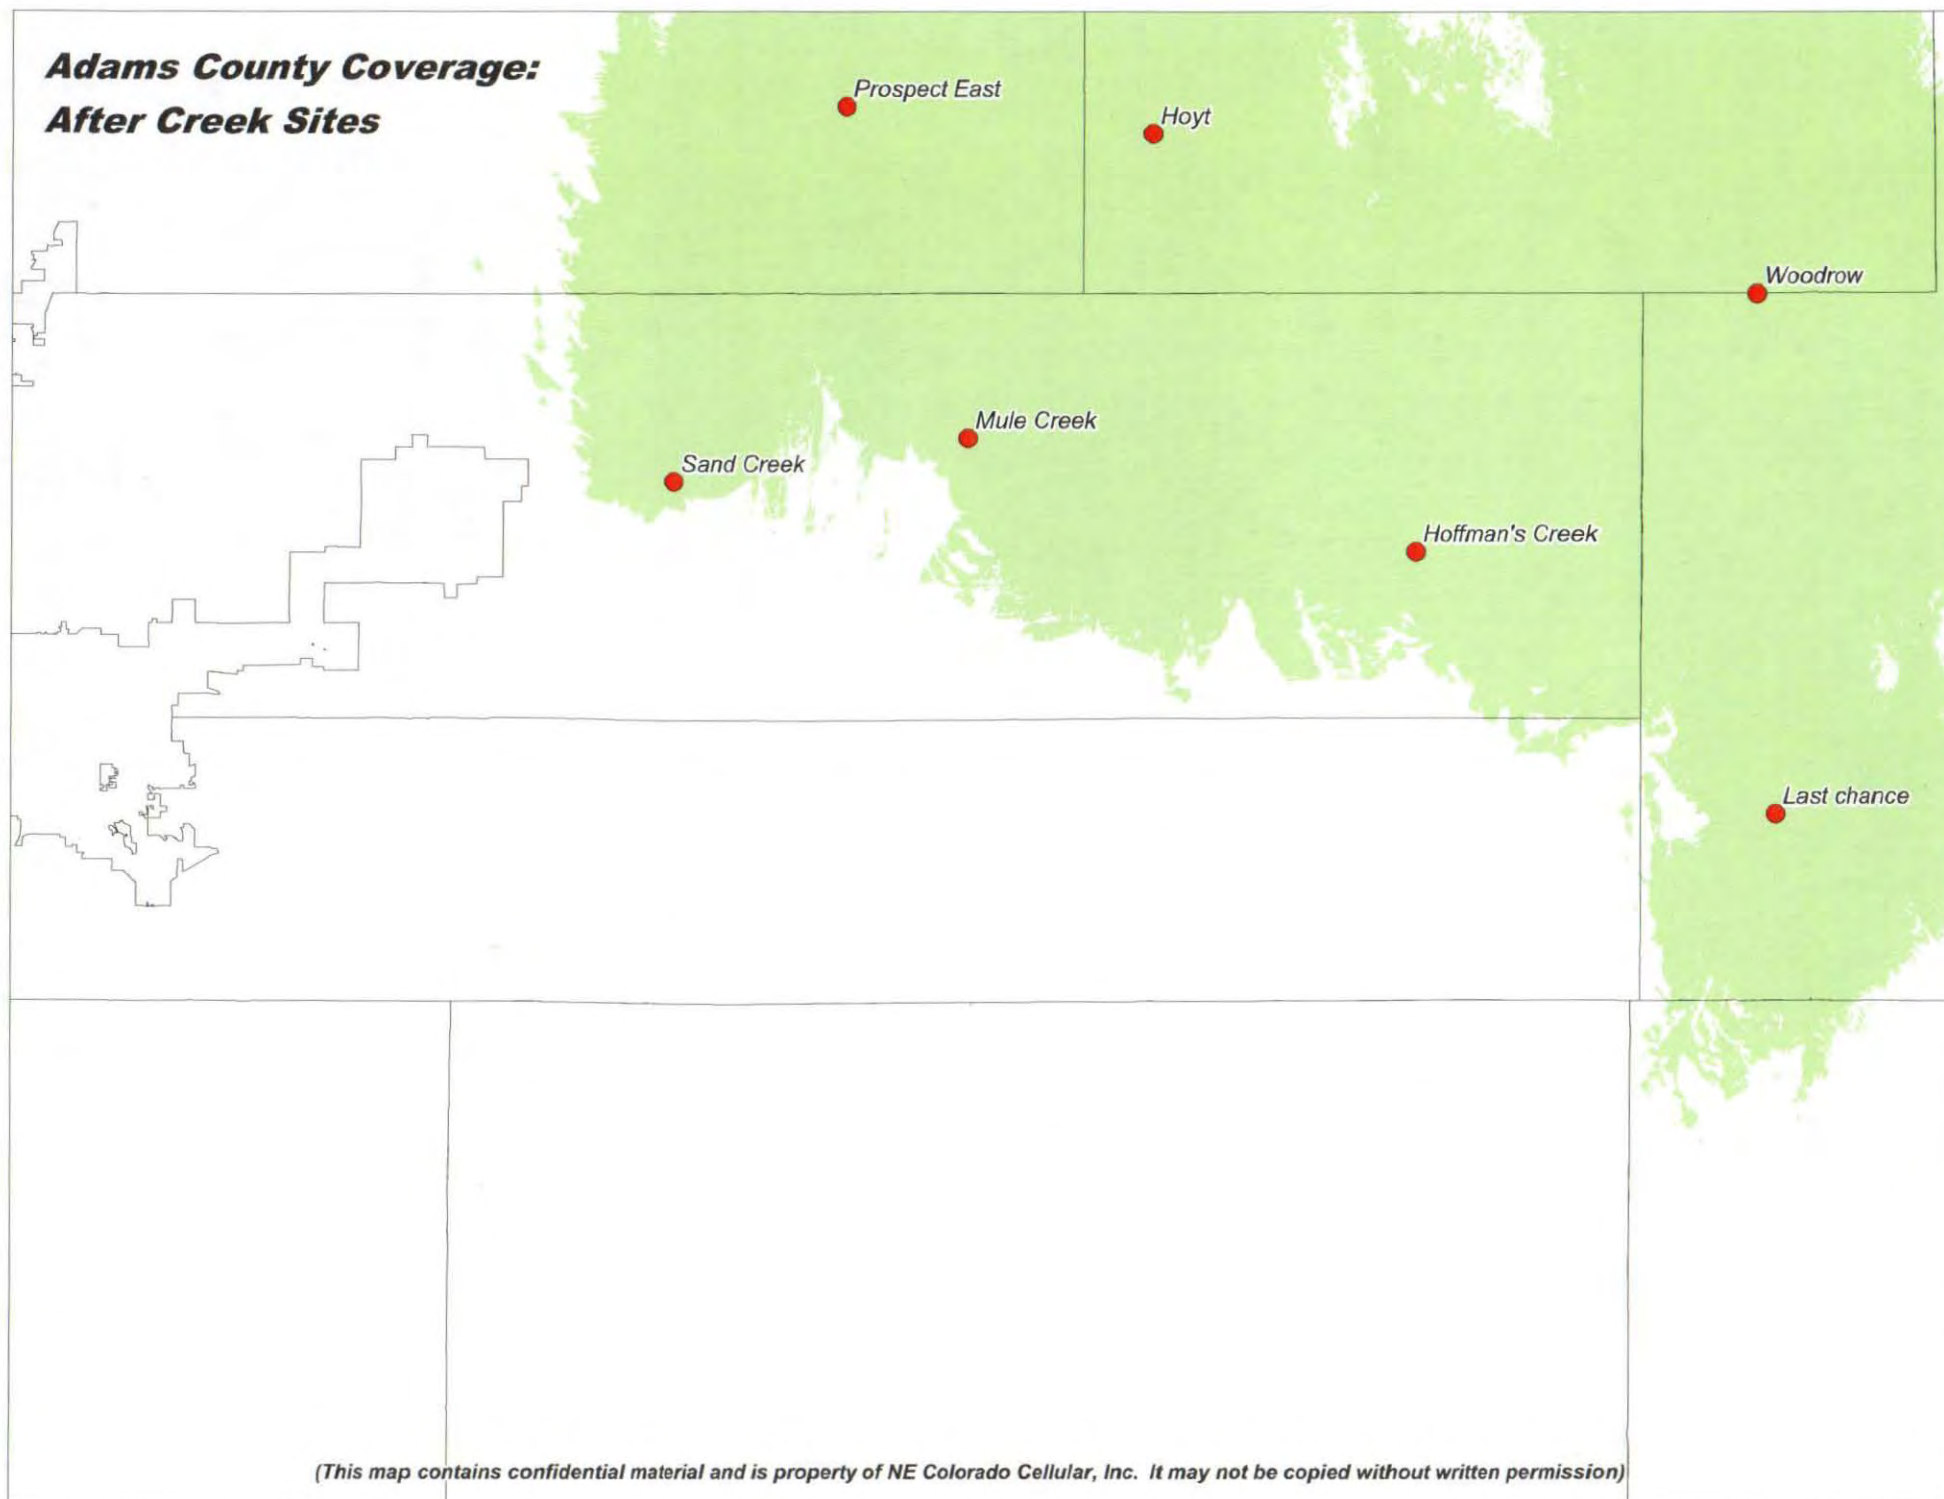 Adams County Coverage:
After Creek Sites
Prospect East
Hoyt
Woodrow
Mule Creek
Sand Creek
Hoffman's Creek
Last chance
(This map contains confidential material and is property of NE Colorado Cellular, Inc. It may not be copied without written permission)